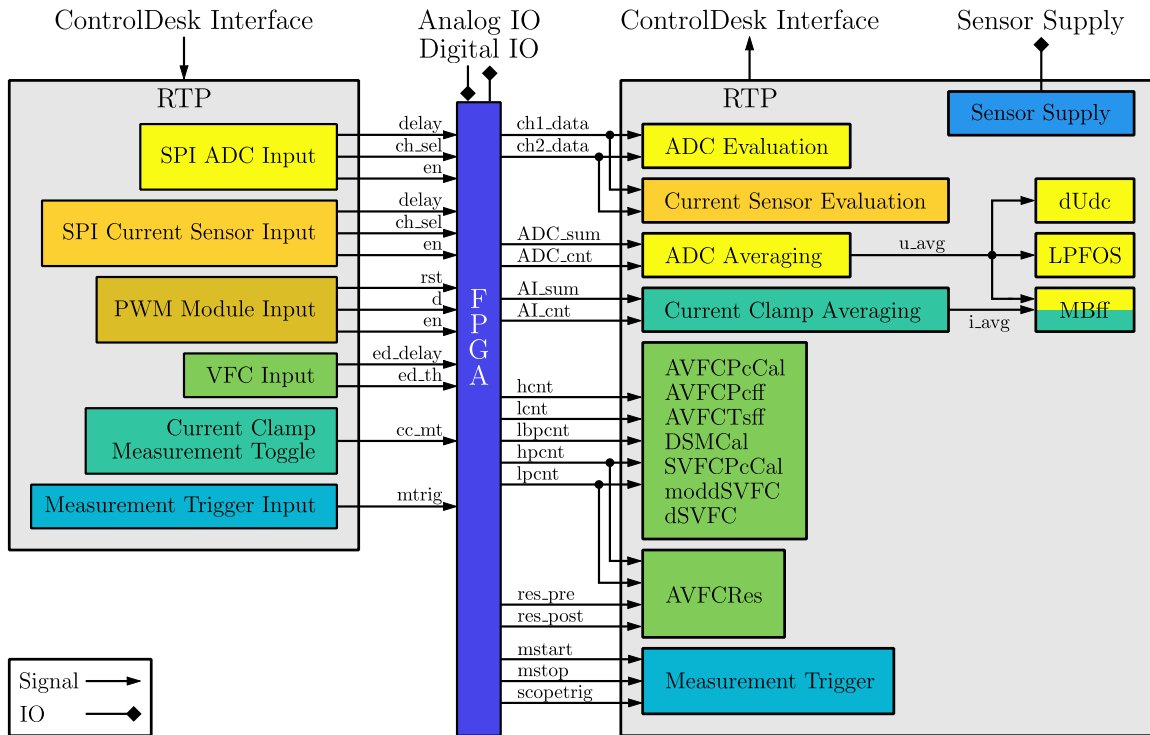 ControlDesk Interface
Analog IO
Digital IO
ControlDesk Interface
Sensor Supply
RTP
SPI ADC Input
delay
ch_sel
en
SPI Current Sensor Input
delay
ch_sel
en
PWM Module Input
rst
d
en
VFC Input
ed_delay
ed_th
Current Clamp
Measurement Toggle
cc_mt
Measurement Trigger Input
mtrig
Signal
IO
F
P
G
A
ch1_data
ch2_data
ADC_sum
ADC_cnt
AI_sum
AI_cnt
hcnt
lcnt
lbpcnt
hpcnt
lpcnt
res_pre
res_post
mstart
mstop
scopetrig
RTP
Sensor Supply
ADC Evaluation
Current Sensor Evaluation
ADC Averaging
u_avg
dUdc
LPFOS
Current Clamp Averaging
i_avg
MBff
AVFCPcCal
AVFCPcff
AVFCTsff
DSMCal
SVFCPcCal
moddSVFC
dSVFC
AVFCRes
Measurement Trigger